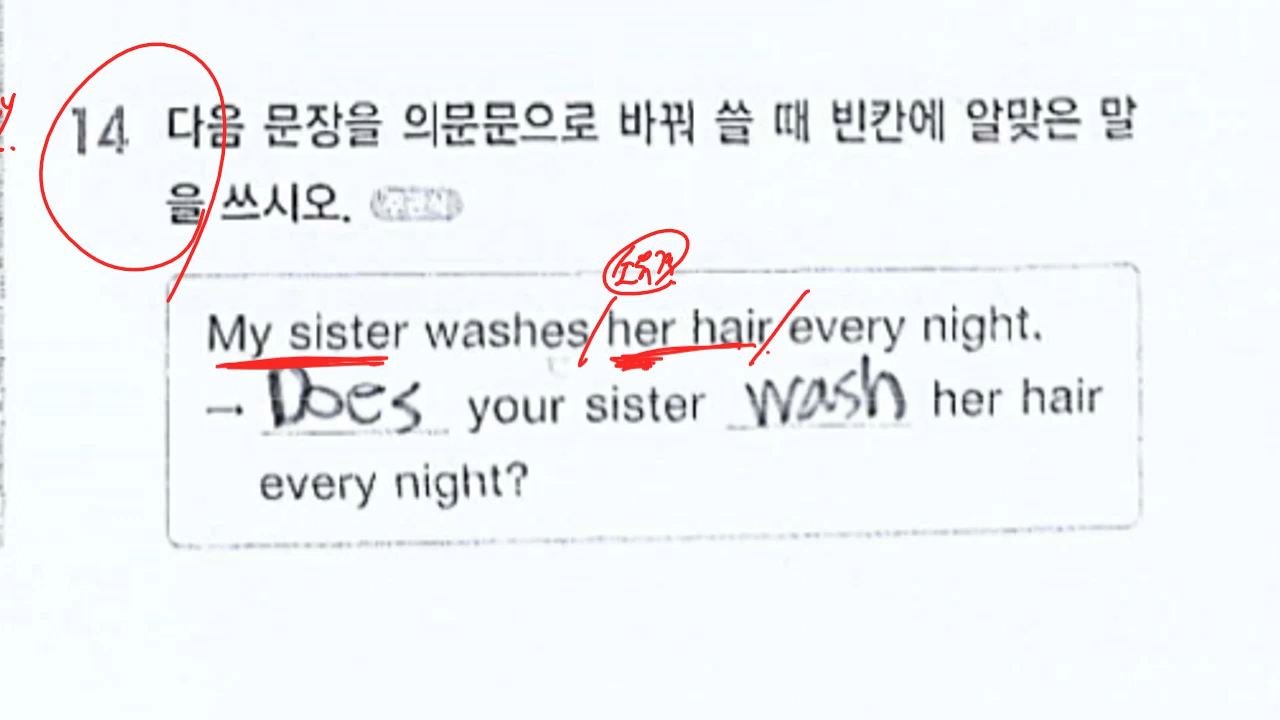 14 다음 문장을 의문문으로 바꿔 쓸 때 빈칸에 알맞은 말
을 쓰시오.
My sister washes her hair every night.
→ Does your sister wash her hair
every night?